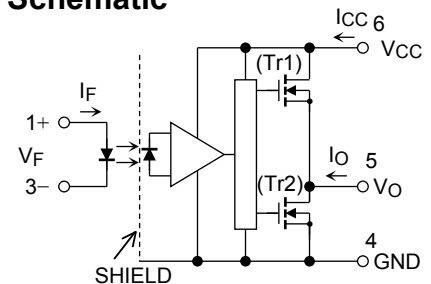 Schematic
ICC 6
VCC
(Tr1)
IF
1+
VF
3−
IO
5
VO
(Tr2)
4
GND
SHIELD